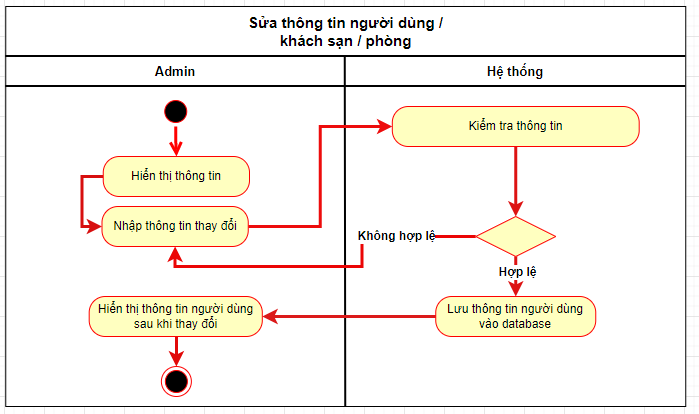 Sửa thông tin người dùng /
khách sạn / phòng
Admin
Hệ thống
Kiểm tra thông tin
Hiển thị thông tin
Nhập thông tin thay đổi
Không hợp lệ
Hợp lệ
Hiển thị thông tin người dùng
sau khi thay đổi
Lưu thông tin người dùng
vào database